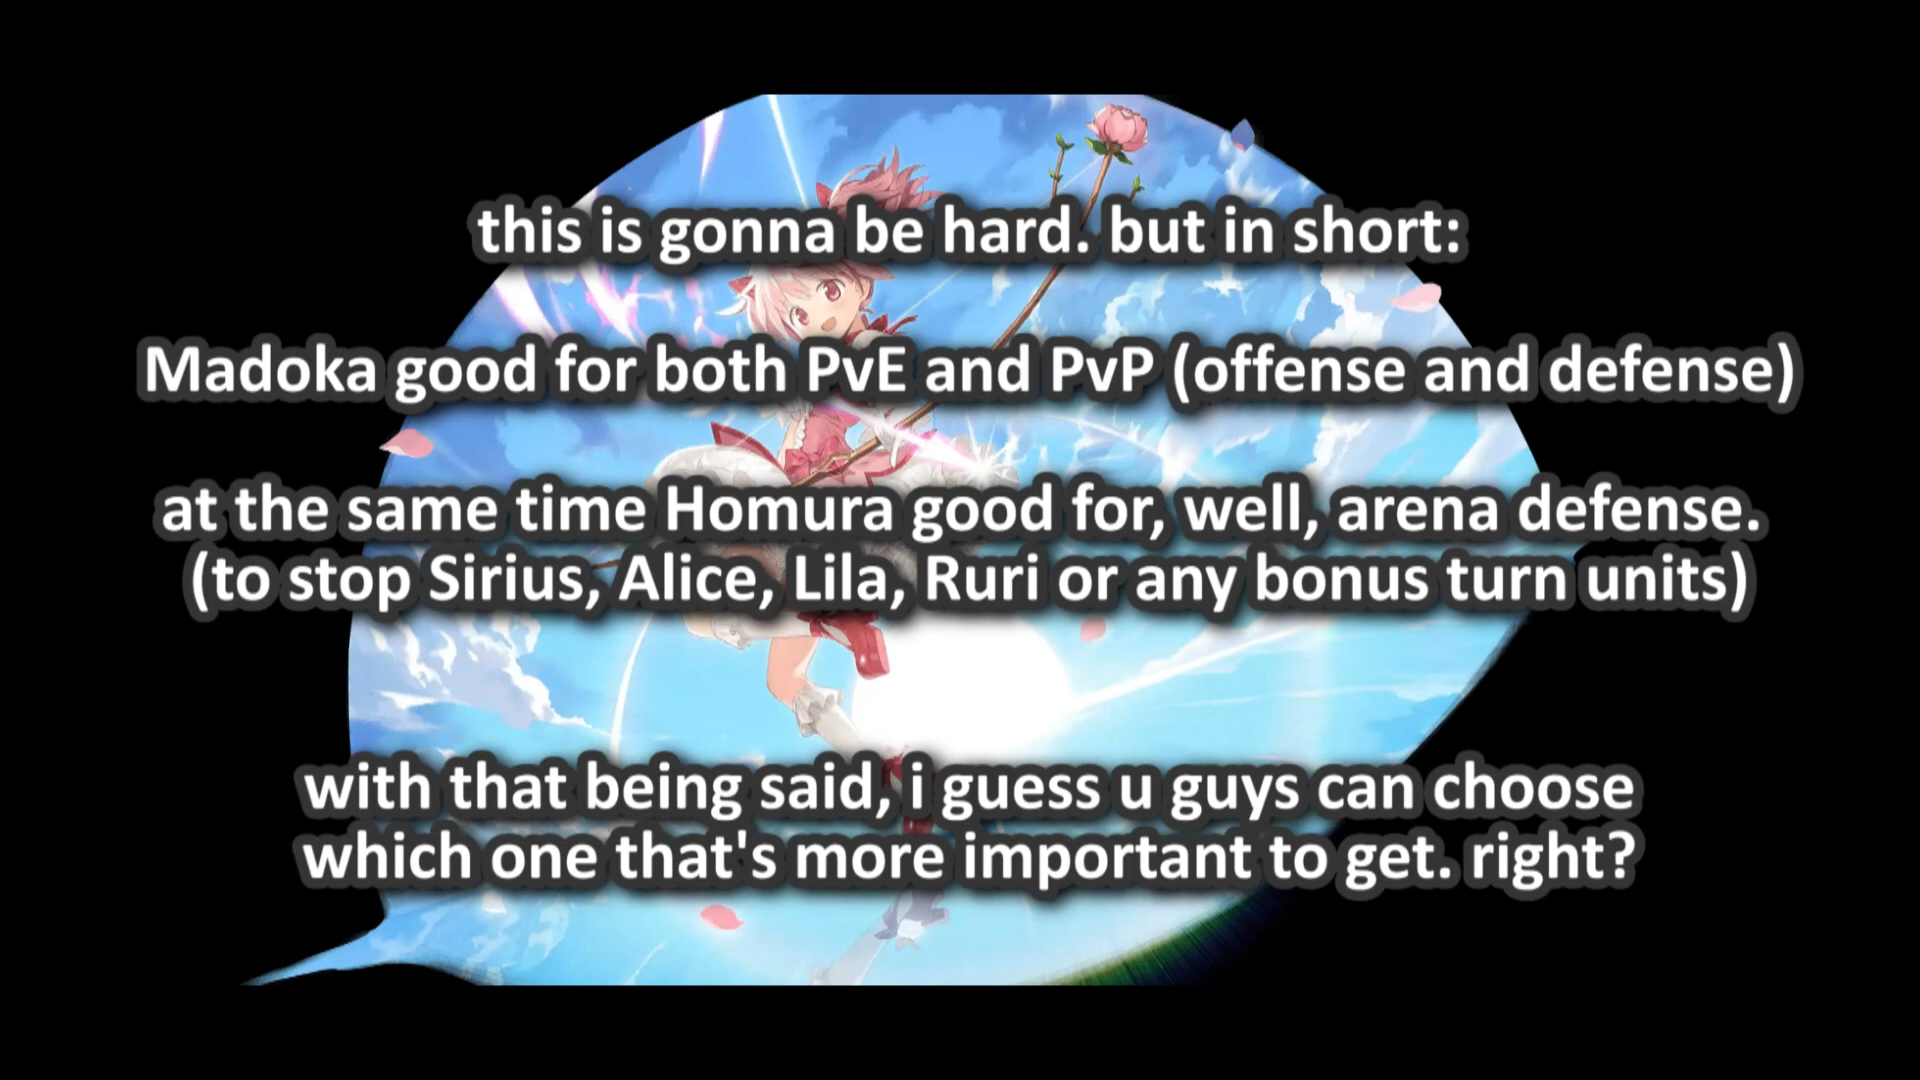 this is gonna be hard. but in short:
Madoka good for both PvE and PvP (offense and defense)
at the same time Homura good for, well, arena defense.
(to stop Sirius, Alice, Lila, Ruri or any bonus turn units)
with that being said, i guess u guys can choose
which one that's more important to get. right?